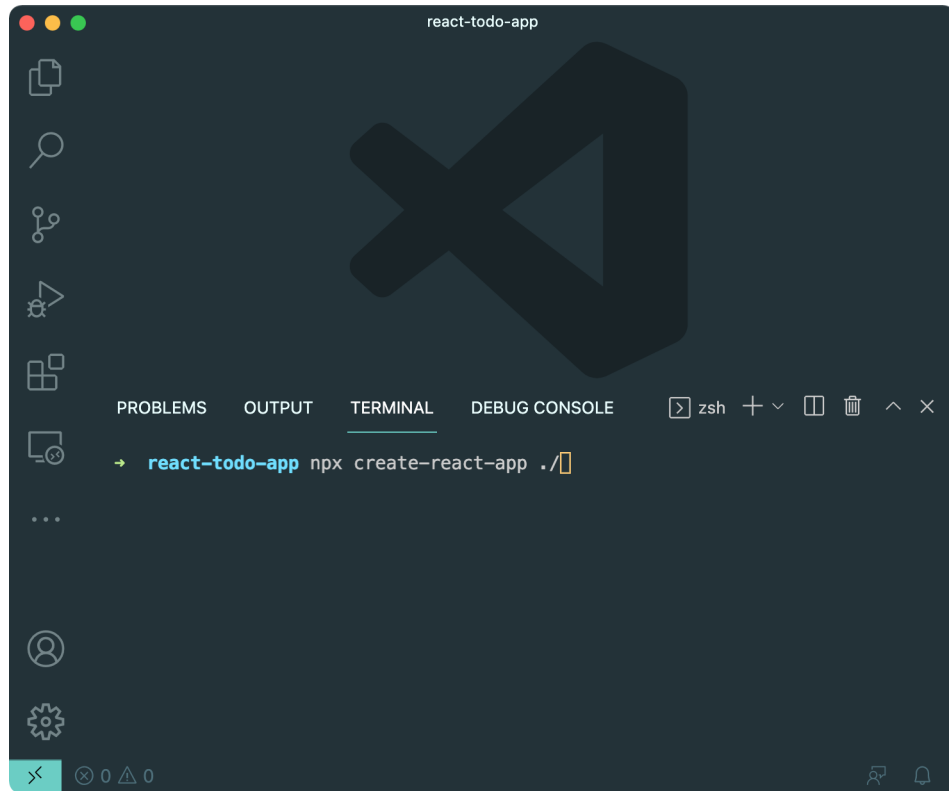 react-todo-app
PROBLEMS OUTPUT TERMINAL DEBUG CONSOLE zsh
→ react-todo-app npx create-react-app ./
0 0